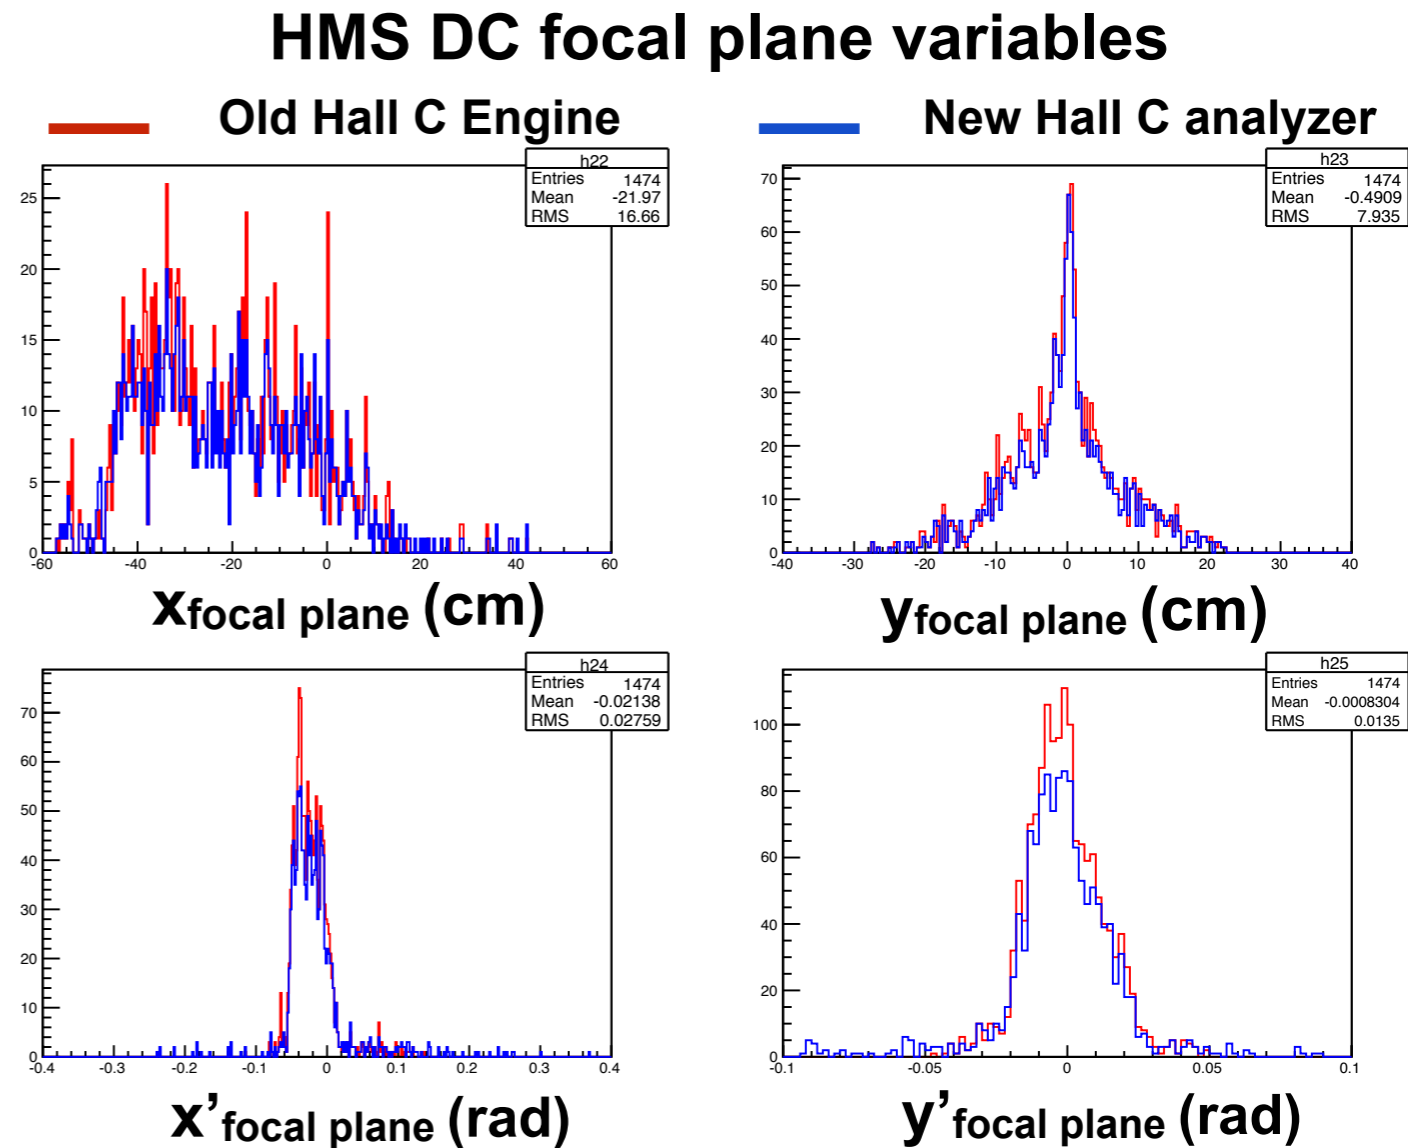 HMS DC focal plane variables
Old Hall C Engine
New Hall C analyzer
h22
Entries 1474
Mean -21.97
RMS 16.66
25
20
15
10
5
0
-60 -40 -20 0 20 40 60
xfocal plane (cm)
h23
Entries 1474
Mean -0.4909
RMS 7.935
70
60
50
40
30
20
10
0
-40 -30 -20 -10 0 10 20 30 40
yfocal plane (cm)
h24
Entries 1474
Mean -0.02138
RMS 0.02759
70
60
50
40
30
20
10
0
-0.4 -0.3 -0.2 -0.1 0 0.1 0.2 0.3 0.4
x’focal plane (rad)
h25
Entries 1474
Mean -0.0008304
RMS 0.0135
100
80
60
40
20
0
-0.1 -0.05 0 0.05 0.1
y’focal plane (rad)